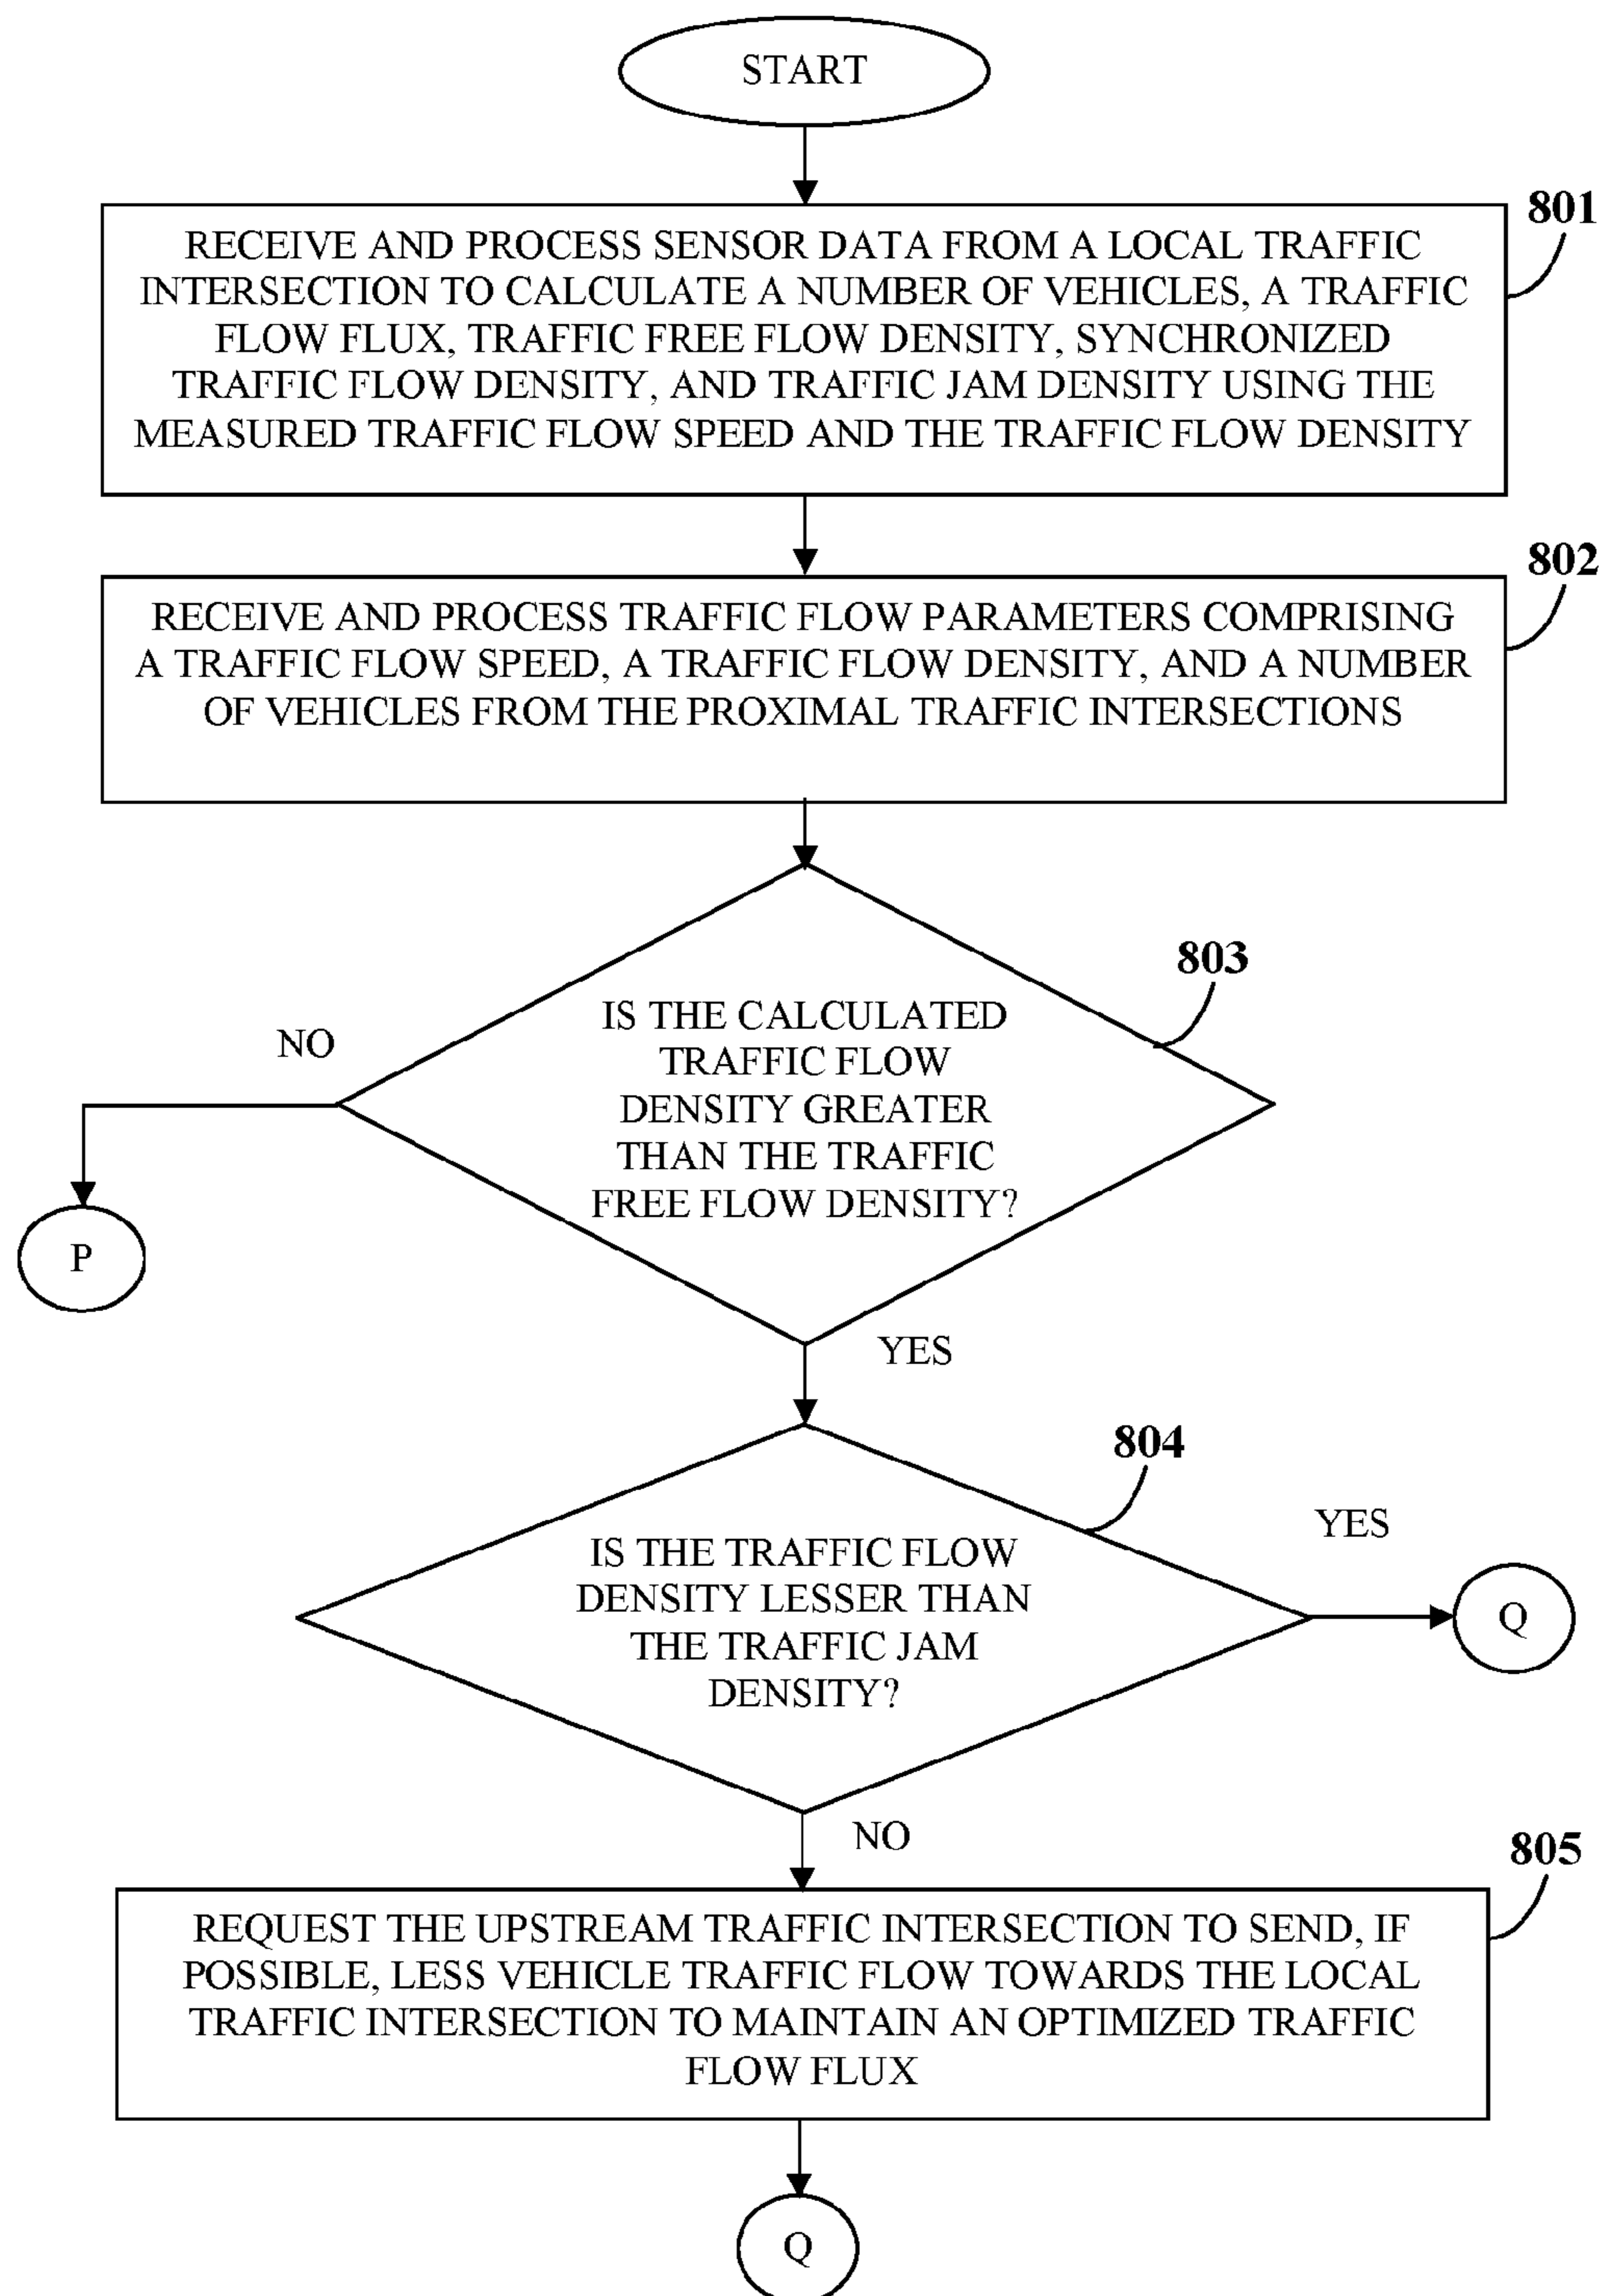 START
801
RECEIVE AND PROCESS SENSOR DATA FROM A LOCAL TRAFFIC
INTERSECTION TO CALCULATE A NUMBER OF VEHICLES, A TRAFFIC
FLOW FLUX, TRAFFIC FREE FLOW DENSITY, SYNCHRONIZED
TRAFFIC FLOW DENSITY, AND TRAFFIC JAM DENSITY USING THE
MEASURED TRAFFIC FLOW SPEED AND THE TRAFFIC FLOW DENSITY
802
RECEIVE AND PROCESS TRAFFIC FLOW PARAMETERS COMPRISING
A TRAFFIC FLOW SPEED, A TRAFFIC FLOW DENSITY, AND A NUMBER
OF VEHICLES FROM THE PROXIMAL TRAFFIC INTERSECTIONS
803
IS THE CALCULATED
TRAFFIC FLOW
DENSITY GREATER
THAN THE TRAFFIC
FREE FLOW DENSITY?
NO
P
YES
804
IS THE TRAFFIC FLOW
DENSITY LESSER THAN
THE TRAFFIC JAM
DENSITY?
YES
Q
NO
805
REQUEST THE UPSTREAM TRAFFIC INTERSECTION TO SEND, IF
POSSIBLE, LESS VEHICLE TRAFFIC FLOW TOWARDS THE LOCAL
TRAFFIC INTERSECTION TO MAINTAIN AN OPTIMIZED TRAFFIC
FLOW FLUX
Q